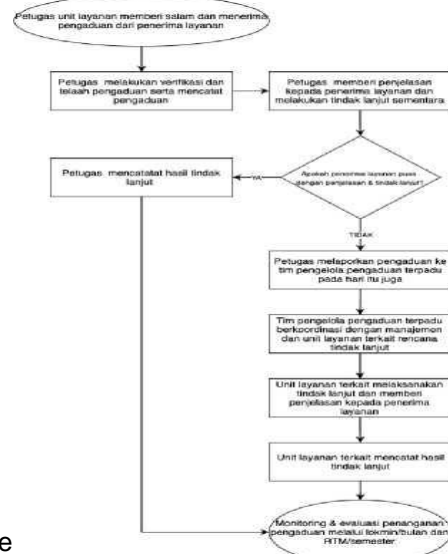 Petugas unit layanan memberi salam dan menerima
pengaduan dari penerima layanan
Petugas melakukan verifikasi dan
telaah pengaduan serta mencatat
pengaduan
Petugas memberi penjelasan
kepada penerima layanan dan
melakukan tindak lanjut sementara
Apakah penerima layanan puas
dengan penjelasan & tindak lanjut?
YA
Petugas mencatatat hasil tindak
lanjut
TIDAK
Petugas melaporkan pengaduan ke
tim pengelola pengaduan terpadu
pada hari itu juga
Tim pengelola pengaduan terpadu
berkoordinasi dengan manajemen
dan unit layanan terkait rencana
tindak lanjut
Unit layanan terkait melaksanakan
tindak lanjut dan memberi
penjelasan kepada penerima
layanan
Unit layanan terkait mencatat hasil
tindak lanjut
Monitoring & evaluasi penanganan
pengaduan melalui lokmin/bulan dan
RTM/semester
e